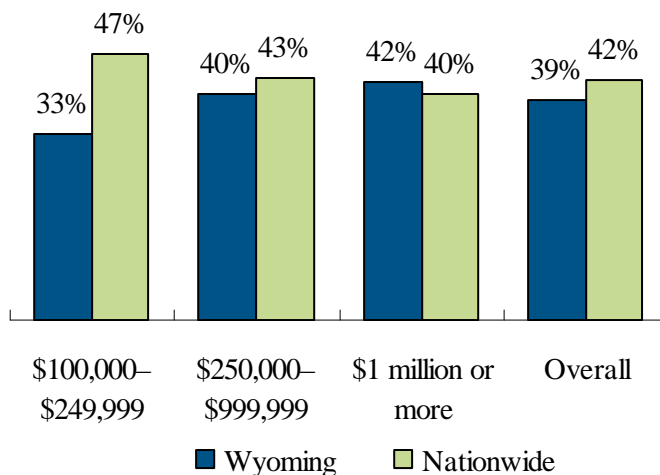 47%
33%
40%
43%
42%
40%
39%
42%
$100,000–
$249,999
$250,000–
$999,999
$1 million or
more
Overall
Wyoming
Nationwide